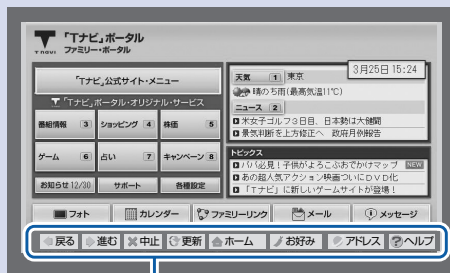 「Tナビ」ポータル
T navi ファミリー・ポータル
3月25日 15:24
「Tナビ」公式サイト・メニュー
「Tナビ」ポータル・オリジナル・サービス
番組情報 3 ショッピング 4 株価 5
ゲーム 6 占い 7 キャンペーン 8
お知らせ 12/30 サポート 各種設定
天気 1 東京
晴のち雨(最高気温11℃)
ニュース 2
米女子ゴルフ3日目、日本勢は大健闘
景気判断を上方修正へ 政府月例報告
トピックス
パパ必見!子供がよろこぶおでかけマップ NEW
あの超人気アクション映画ついにDVD化
「Tナビ」に新しいゲームサイトが登場!
フォト カレンダー ファミリーリンク メール メッセージ
戻る 進む 中止 更新 ホーム お好み アドレス ヘルプ